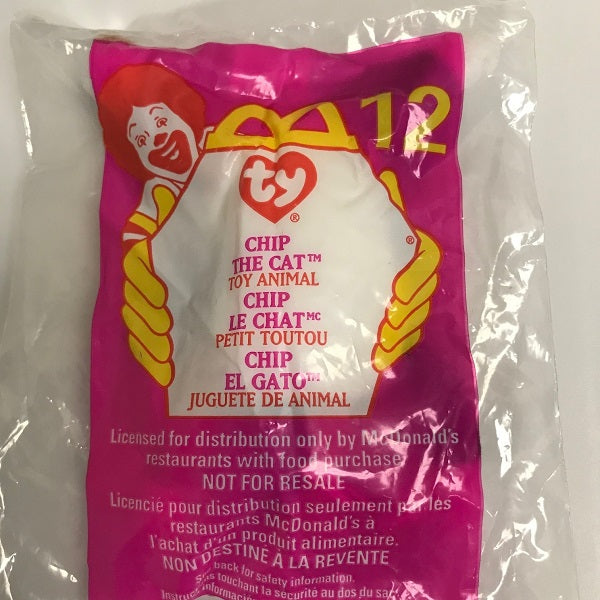 12
ty®
CHIP
THE CAT™
TOY ANIMAL
CHIP
LE CHAT MC
PETIT TOUTOU
CHIP
EL GATO™
JUGUETE DE ANIMAL
®
Licensed for distribution only by McDonald's
restaurants with food purchase
NOT FOR RESALE
Licencié pour distribution seulement par les
restaurants McDonald's à
l'achat d'un produit alimentaire.
NON DESTINÉ À LA REVENTE
back for safety information.
touchant la sécurité au dos du sac